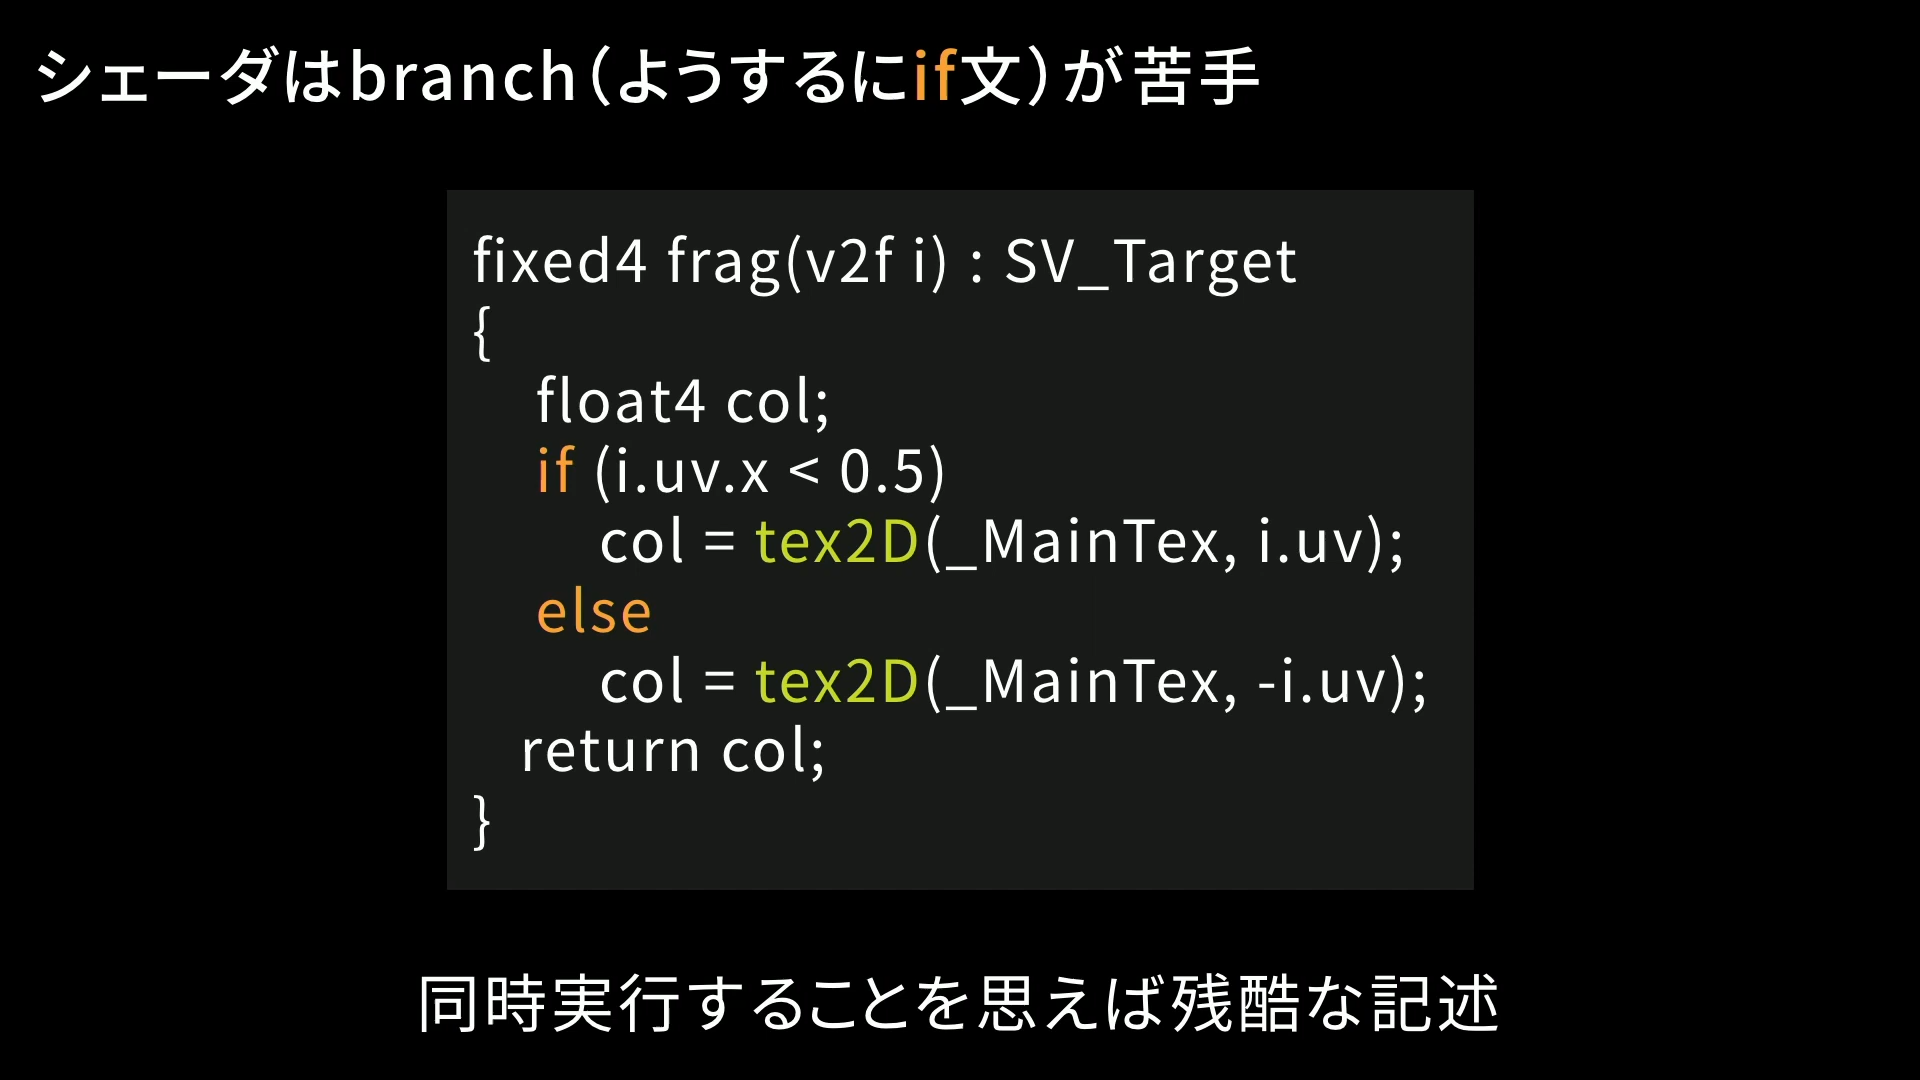 シェーダはbranch（ようするにif文）が苦手
fixed4 frag(v2f i) : SV_Target
{
float4 col;
if (i.uv.x < 0.5)
col = tex2D(_MainTex, i.uv);
else
col = tex2D(_MainTex, -i.uv);
return col;
}
同時実行することを思えば残酷な記述